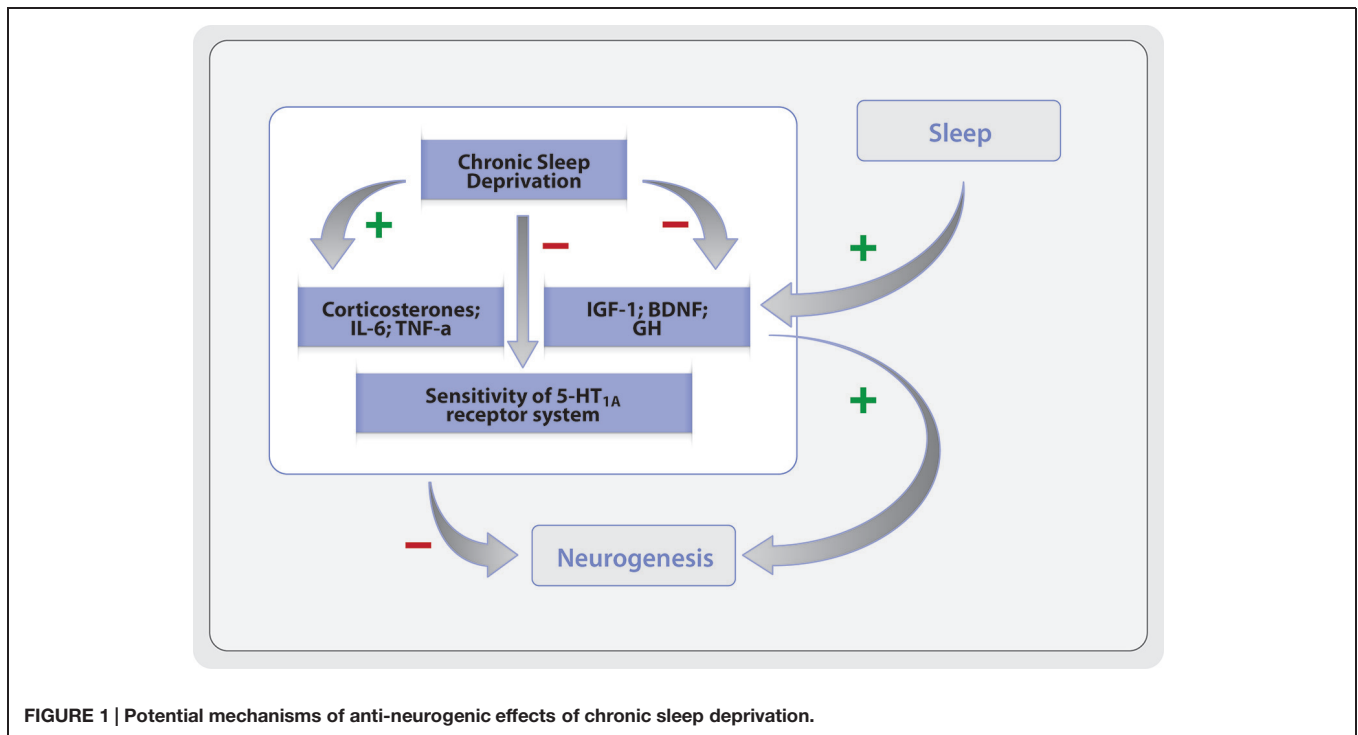 Sleep
Chronic Sleep
Deprivation
+
−
−
+
Corticosterones;
IL-6; TNF-a
IGF-1; BDNF;
GH
+
Sensitivity of 5-HT1A
receptor system
−
Neurogenesis
FIGURE 1 | Potential mechanisms of anti-neurogenic effects of chronic sleep deprivation.